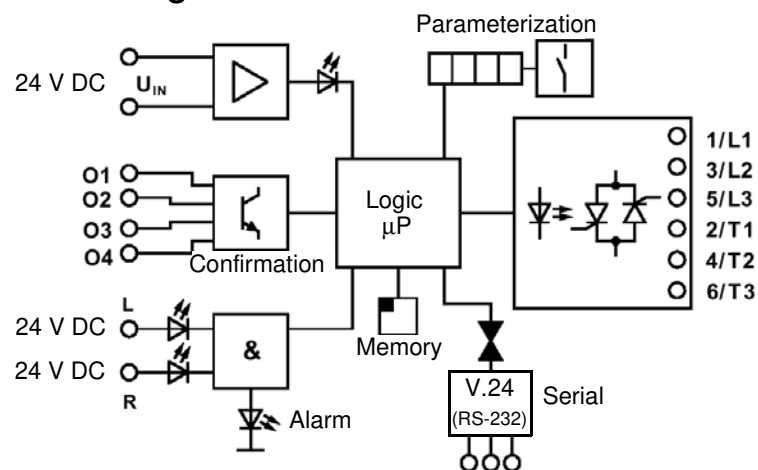 Parameterization
24 V DC
U_IN
1/L1
3/L2
5/L3
2/T1
4/T2
6/T3
O1
O2
O3
O4
Confirmation
Logic
µP
L
24 V DC
24 V DC
R
&
Alarm
Memory
V.24
(RS-232)
Serial